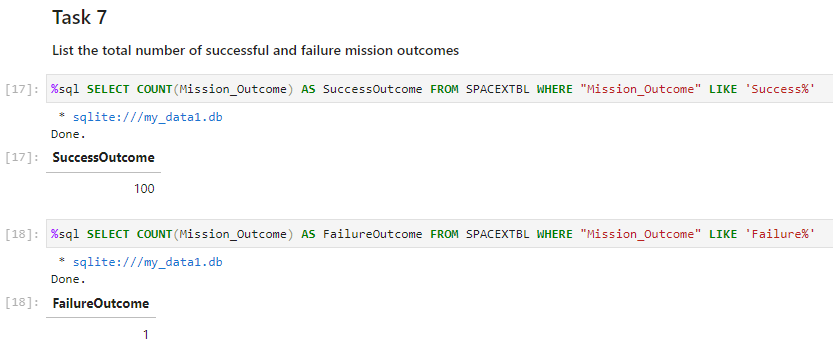 Task 7
List the total number of successful and failure mission outcomes
[17]: %sql SELECT COUNT(Mission_Outcome) AS SuccessOutcome FROM SPACEXTBL WHERE "Mission_Outcome" LIKE 'Success%'
* sqlite:///my_data1.db
Done.
[17]: SuccessOutcome
100
[18]: %sql SELECT COUNT(Mission_Outcome) AS FailureOutcome FROM SPACEXTBL WHERE "Mission_Outcome" LIKE 'Failure%'
* sqlite:///my_data1.db
Done.
[18]: FailureOutcome
1